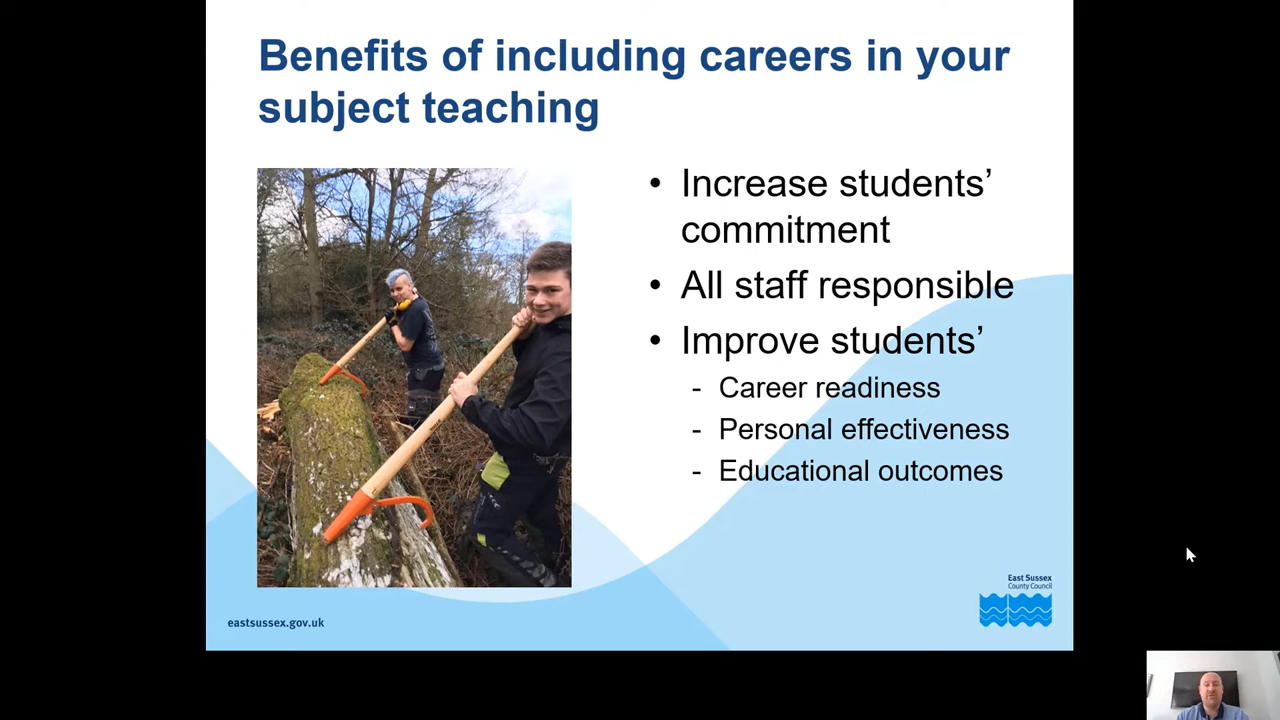 Benefits of including careers in your
subject teaching
• Increase students’
commitment
• All staff responsible
• Improve students’
- Career readiness
- Personal effectiveness
- Educational outcomes
East Sussex
County Council
eastsussex.gov.uk